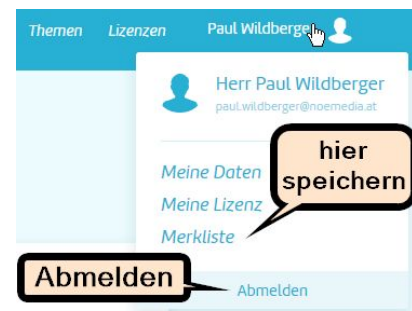 Themen Lizenzen Paul Wildberger
Herr Paul Wildberger
paul.wildberger@noemedia.at
Meine Daten
hier
speichern
Meine Lizenz
Merkliste
Abmelden
Abmelden